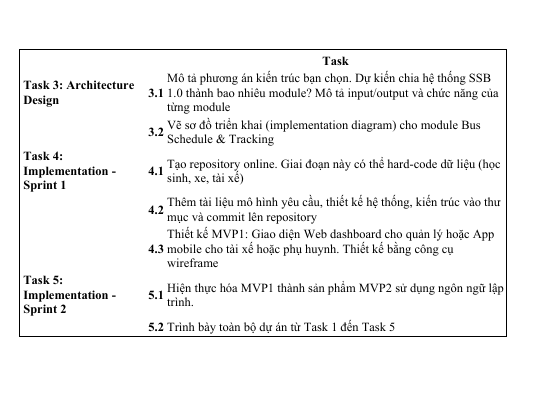 Task
Task 3: Architecture
Design
3.1
Mô tả phương án kiến trúc bạn chọn. Dự kiến chia hệ thống SSB
1.0 thành bao nhiêu module? Mô tả input/output và chức năng của
từng module
3.2
Vẽ sơ đồ triển khai (implementation diagram) cho module Bus
Schedule & Tracking
Task 4:
Implementation -
Sprint 1
4.1
Tạo repository online. Giai đoạn này có thể hard-code dữ liệu (học
sinh, xe, tài xế)
4.2
Thêm tài liệu mô hình yêu cầu, thiết kế hệ thống, kiến trúc vào thư
mục và commit lên repository
4.3
Thiết kế MVP1: Giao diện Web dashboard cho quản lý hoặc App
mobile cho tài xế hoặc phụ huynh. Thiết kế bằng công cụ
wireframe
Task 5:
Implementation -
Sprint 2
5.1
Hiện thực hóa MVP1 thành sản phẩm MVP2 sử dụng ngôn ngữ lập
trình.
5.2 Trình bày toàn bộ dự án từ Task 1 đến Task 5